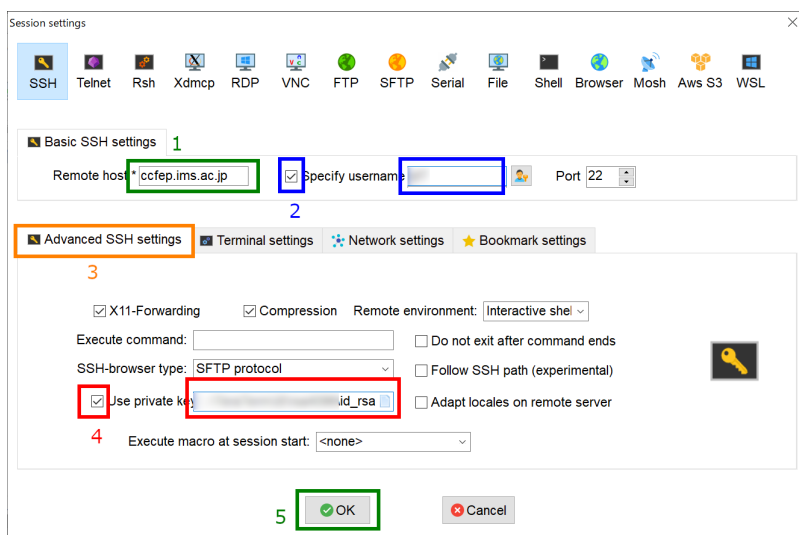 Session settings
SSH Telnet Rsh Xdmcp RDP VNC FTP SFTP Serial File Shell Browser Mosh Aws S3 WSL
Basic SSH settings 1
Remote host * ccfep.ims.ac.jp Specify username Port 22
2
Advanced SSH settings Terminal settings Network settings Bookmark settings
3
X11-Forwarding Compression Remote environment: Interactive shel
Execute command: Do not exit after command ends
SSH-browser type: SFTP protocol Follow SSH path (experimental)
Use private key \id_rsa Adapt locales on remote server
4
Execute macro at session start: <none>
5 OK Cancel